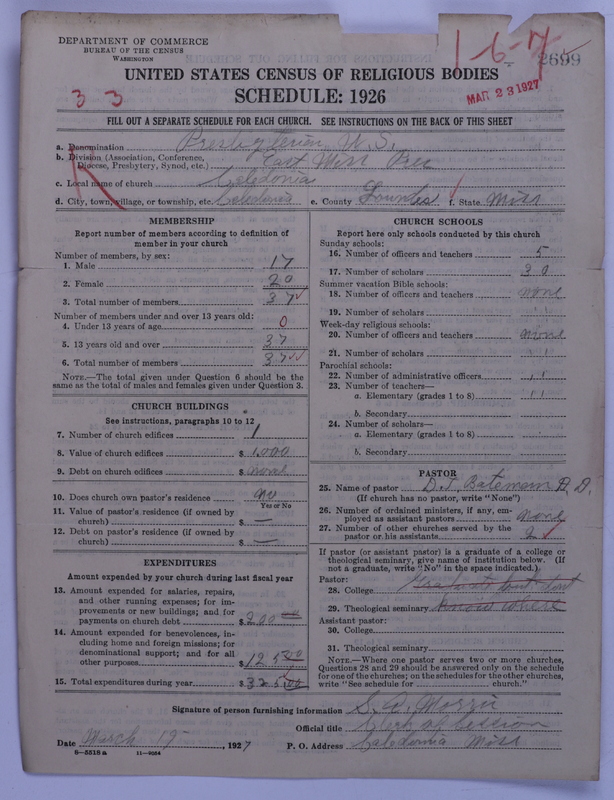 DEPARTMENT OF COMMERCE
BUREAU OF THE CENSUS
WASHINGTON
1-6-7
2699
MAR 23 1927
3 3
UNITED STATES CENSUS OF RELIGIOUS BODIES
SCHEDULE: 1926
FILL OUT A SEPARATE SCHEDULE FOR EACH CHURCH. SEE INSTRUCTIONS ON THE BACK OF THIS SHEET
a. Denomination Presbyterian U.S.
b. Division (Association, Conference, Diocese, Presbytery, Synod, etc.) East Miss
c. Local name of church Caledonia
d. City, town, village, or township, etc. Caledonia e. County Lowndes f. State Miss
MEMBERSHIP
Report number of members according to definition of
member in your church
Number of members, by sex:
1. Male 17
2. Female 20
3. Total number of members 37
Number of members under and over 13 years old:
4. Under 13 years of age 0
5. 13 years old and over 37
6. Total number of members 37
NOTE.—The total given under Question 6 should be the
same as the total of males and females given under Question 3.
CHURCH BUILDINGS
See instructions, paragraphs 10 to 12
7. Number of church edifices 1
8. Value of church edifices $ 1,000
9. Debt on church edifices $ none
10. Does church own pastor's residence no
Yes or No
11. Value of pastor's residence (if owned by
church) $ —
12. Debt on pastor's residence (if owned by
church) $ —
EXPENDITURES
Amount expended by your church during last fiscal year
13. Amount expended for salaries, repairs,
and other running expenses; for im-
provements or new buildings; and for
payments on church debt $ 200 00
14. Amount expended for benevolences, in-
cluding home and foreign missions; for
denominational support; and for all
other purposes $ 125 00
15. Total expenditures during year $ 325,00
CHURCH SCHOOLS
Report here only schools conducted by this church
Sunday schools:
16. Number of officers and teachers 5
17. Number of scholars 30
Summer vacation Bible schools:
18. Number of officers and teachers none
19. Number of scholars ""
Week-day religious schools:
20. Number of officers and teachers none
21. Number of scholars ""
Parochial schools:
22. Number of administrative officers ""
23. Number of teachers—
a. Elementary (grades 1 to 8) ""
b. Secondary
24. Number of scholars—
a. Elementary (grades 1 to 8)
b. Secondary
PASTOR
25. Name of pastor D. T. Bateman D. D.
(If church has no pastor, write "None")
26. Number of ordained ministers, if any, em-
ployed as assistant pastors none
27. Number of other churches served by the
pastor or his assistants 2
If pastor (or assistant pastor) is a graduate of a college or
theological seminary, give name of institution below. (If
not a graduate, write "No" in the space indicated.)
Pastor:
28. College Graduate but dont
29. Theological seminary know where
Assistant pastor:
30. College
31. Theological seminary
NOTE.—Where one pastor serves two or more churches,
Questions 28 and 29 should be answered only on the schedule
for one of the churches; on the schedules for the other churches,
write "See schedule for church."
Signature of person furnishing information
Official title Clerk of Session
Date March 19, 1927 P. O. Address Caledonia Miss
8—5518 a 11—9054